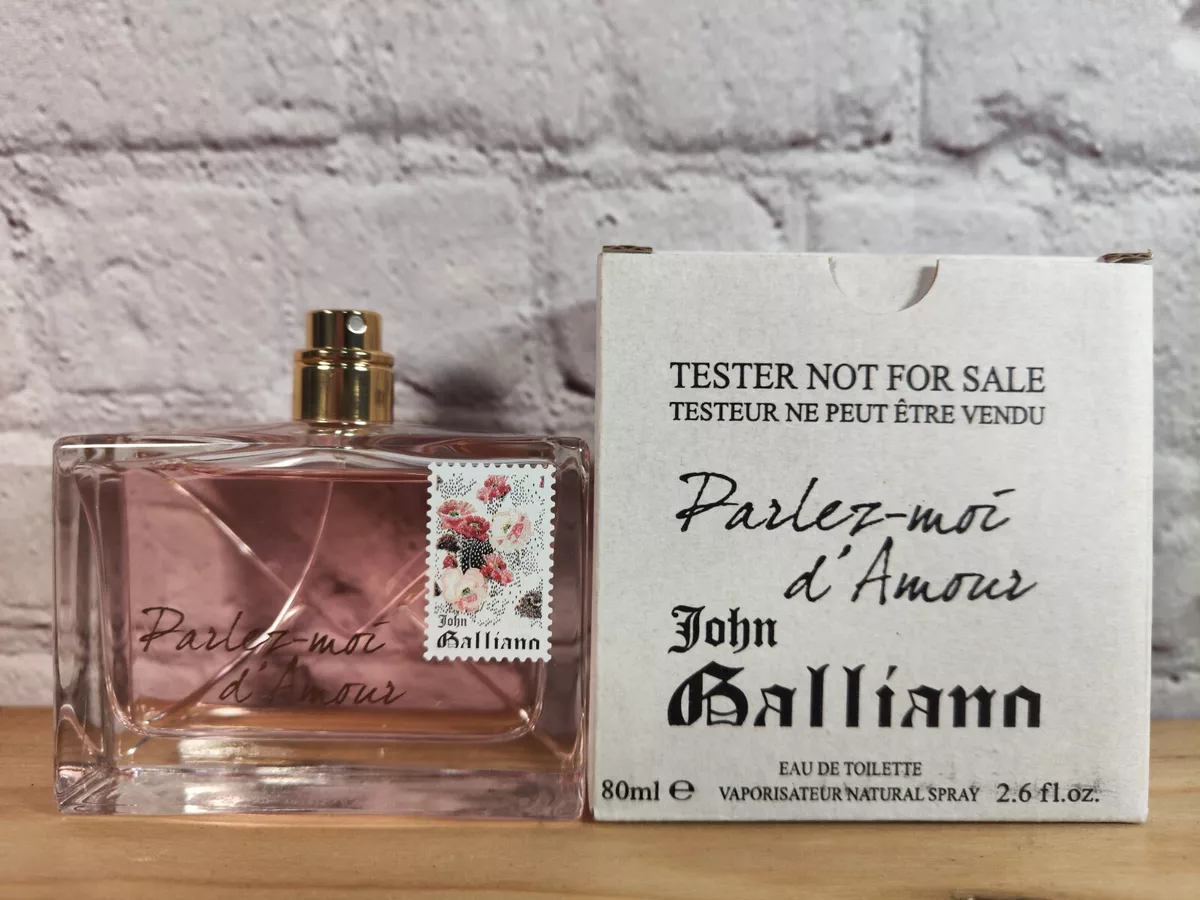 Parlez-moi
d'Amour
John
Galliano
TESTER NOT FOR SALE
TESTEUR NE PEUT ÊTRE VENDU
Parlez-moi
d'Amour
John
Galliano
EAU DE TOILETTE
80ml ℮ VAPORISATEUR NATURAL SPRAY 2.6 fl.oz.